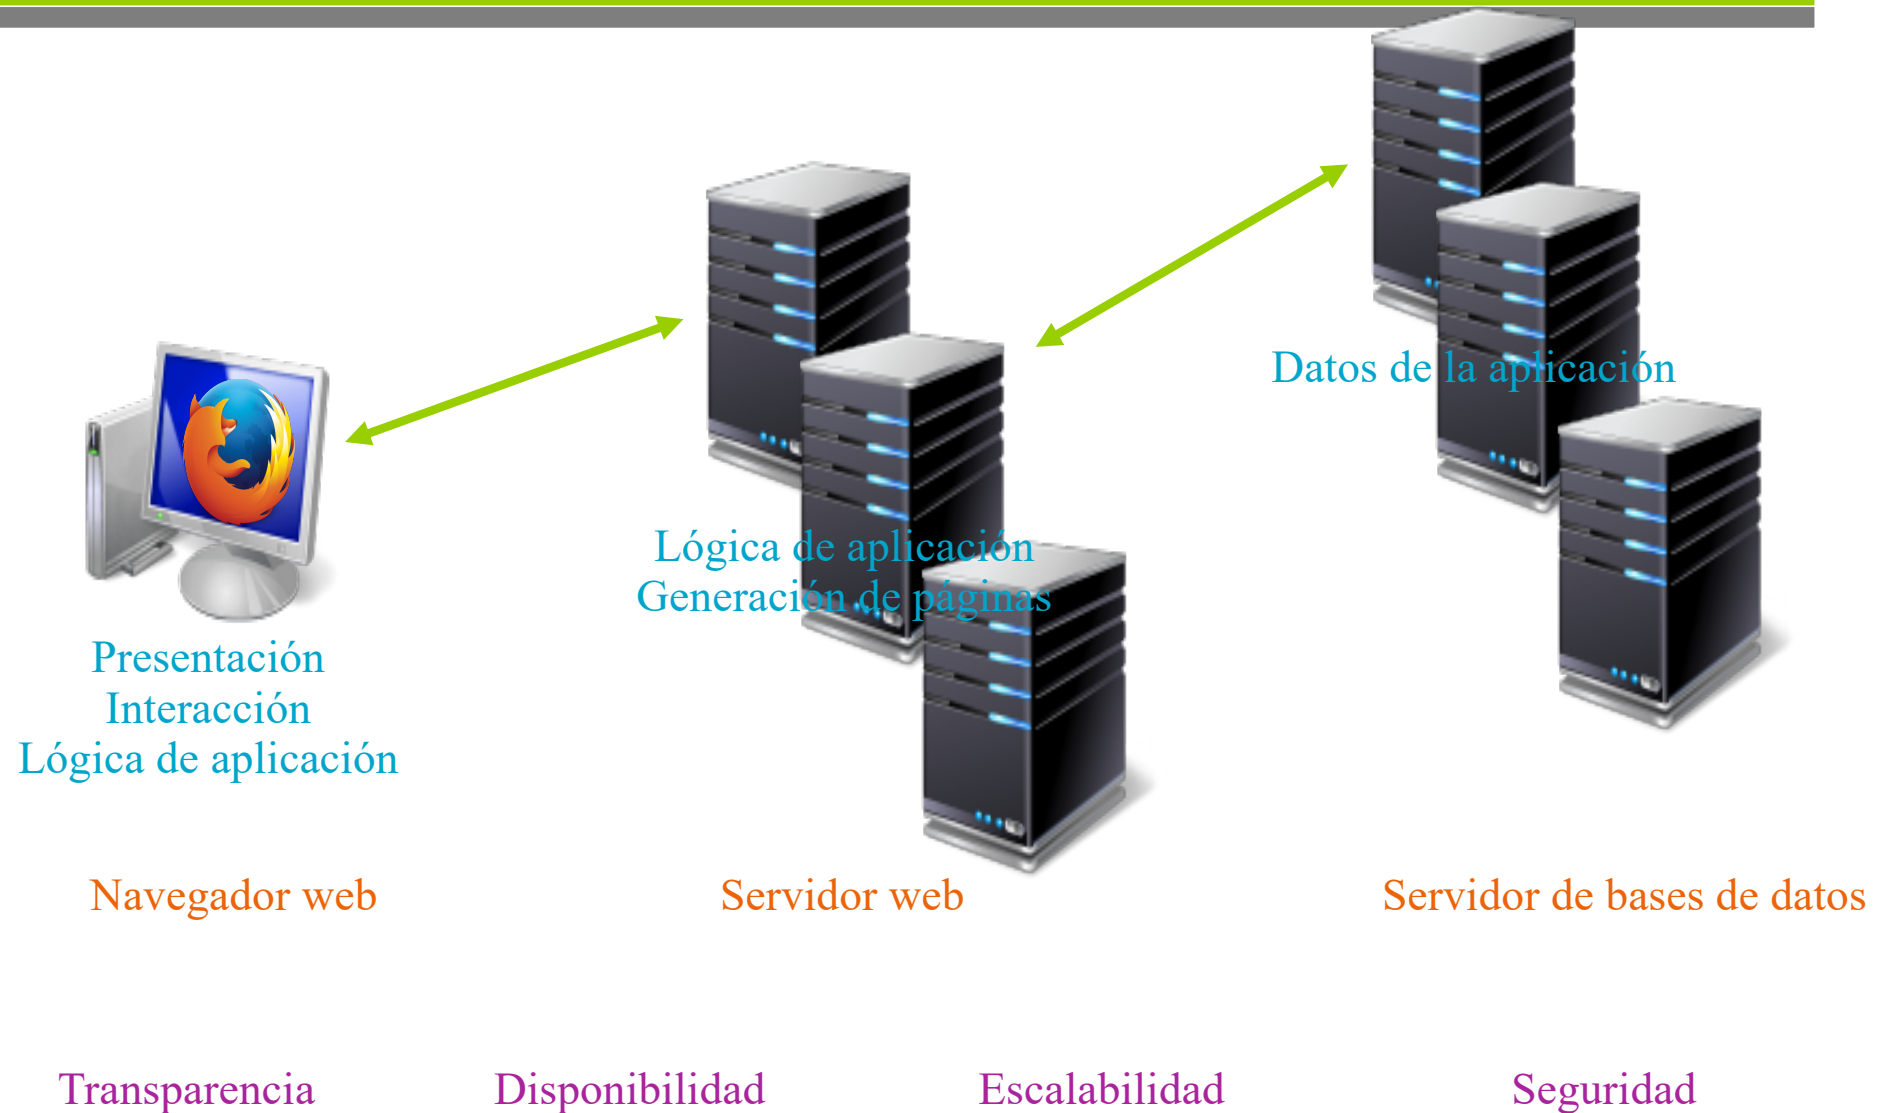 Datos de la aplicación
Lógica de aplicación
Generación de páginas
Presentación
Interacción
Lógica de aplicación
Navegador web
Servidor web
Servidor de bases de datos
Transparencia
Disponibilidad
Escalabilidad
Seguridad